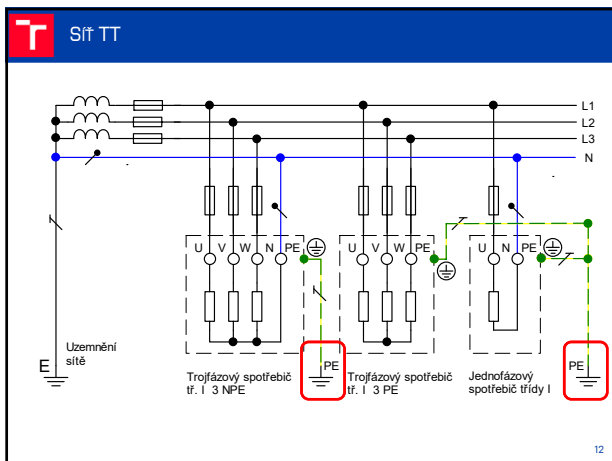 Síť TT
L1
L2
L3
N
U V W N PE
U V W PE
U N PE
Uzemnění
sítě
E
PE
PE
Trojfázový spotřebič
tř. I 3 NPE
Trojfázový spotřebič
tř. I 3 PE
Jednofázový
spotřebič třídy I
12